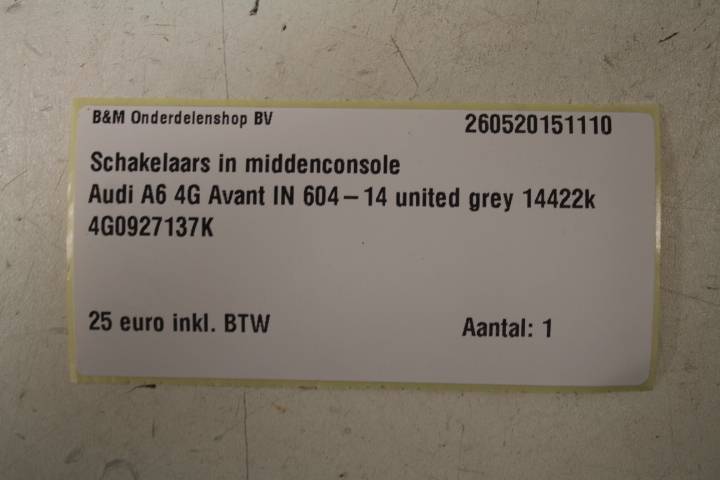 B&M Onderdelenshop BV 260520151110
Schakelaars in middenconsole
Audi A6 4G Avant IN 604-14 united grey 14422k
4G0927137K
25 euro inkl. BTW Aantal: 1